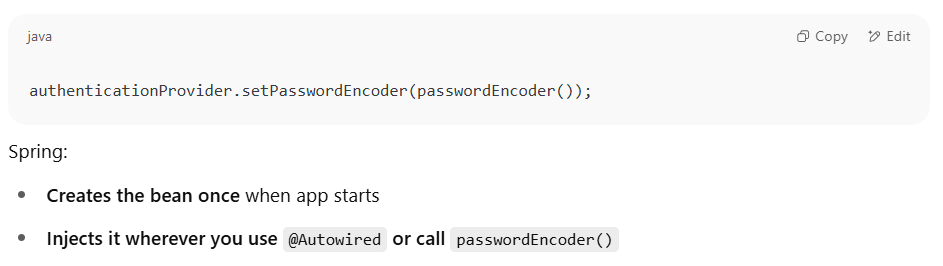 java Copy Edit
authenticationProvider.setPasswordEncoder(passwordEncoder());
Spring:
• Creates the bean once when app starts
• Injects it wherever you use @Autowired or call passwordEncoder()